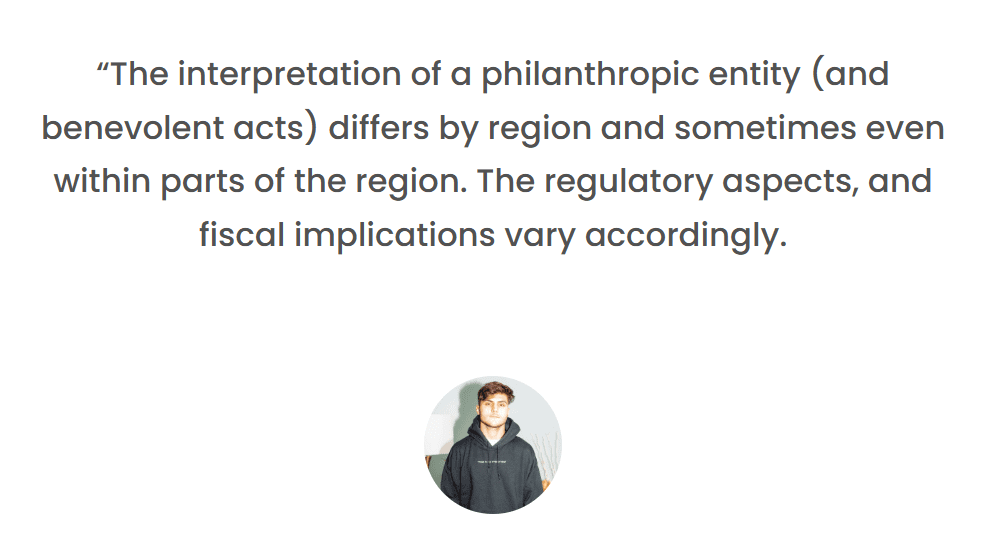 “The interpretation of a philanthropic entity (and
benevolent acts) differs by region and sometimes even
within parts of the region. The regulatory aspects, and
fiscal implications vary accordingly.